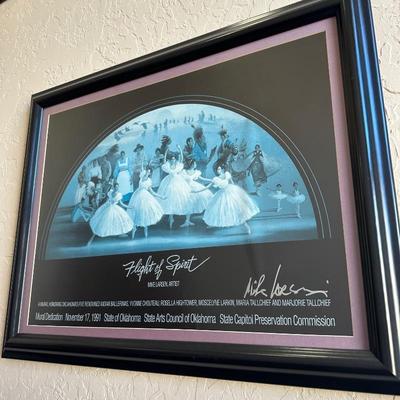 Flight of Spirit
MIKE LARSEN, ARTIST
Mike Larsen
A MURAL HONORING OKLAHOMA'S FIVE RENOWNED INDIAN BALLERINAS, YVONNE CHOUTEAU, ROSELLA HIGHTOWER, MOSCELYNE LARKIN, MARIA TALLCHIEF AND MARJORIE TALLCHIEF
Mural Dedication November 17, 1991 State of Oklahoma State Arts Council of Oklahoma State Capitol Preservation Commission